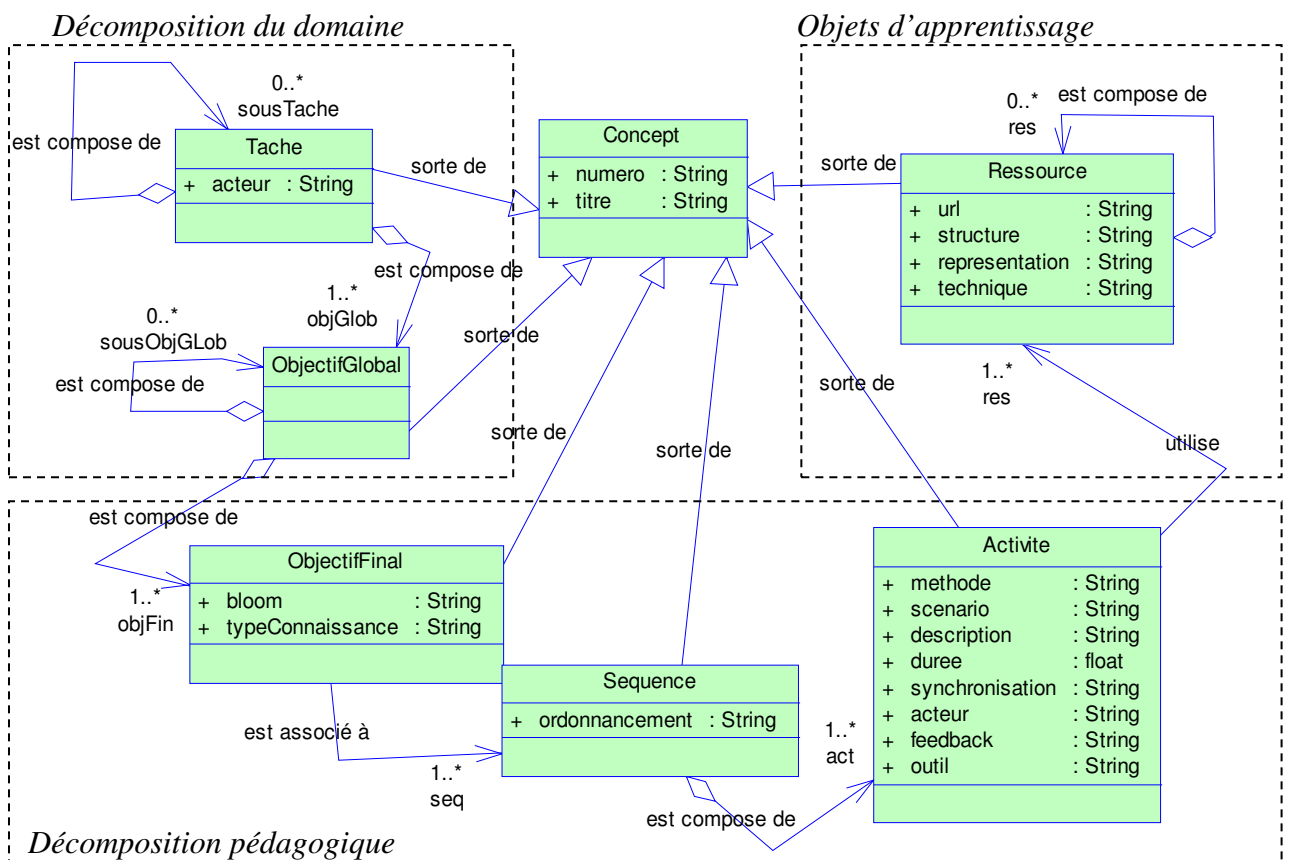 Décomposition du domaine
Objets d'apprentissage
0..*
sousTache
est compose de
Tache
+ acteur : String
sorte de
Concept
+ numero : String
+ titre : String
sorte de
0..*
res
est compose de
Ressource
+ url : String
+ structure : String
+ representation : String
+ technique : String
est compose de
1..*
objGlob
0..*
sousObjGLob
est compose de
ObjectifGlobal
sorte de
sorte de
sorte de
sorte de
1..*
res
utilise
est compose de
1..*
objFin
ObjectifFinal
+ bloom : String
+ typeConnaissance : String
est associé à
1..*
seq
Sequence
+ ordonnancement : String
est compose de
1..*
act
Activite
+ methode : String
+ scenario : String
+ description : String
+ duree : float
+ synchronisation : String
+ acteur : String
+ feedback : String
+ outil : String
Décomposition pédagogique